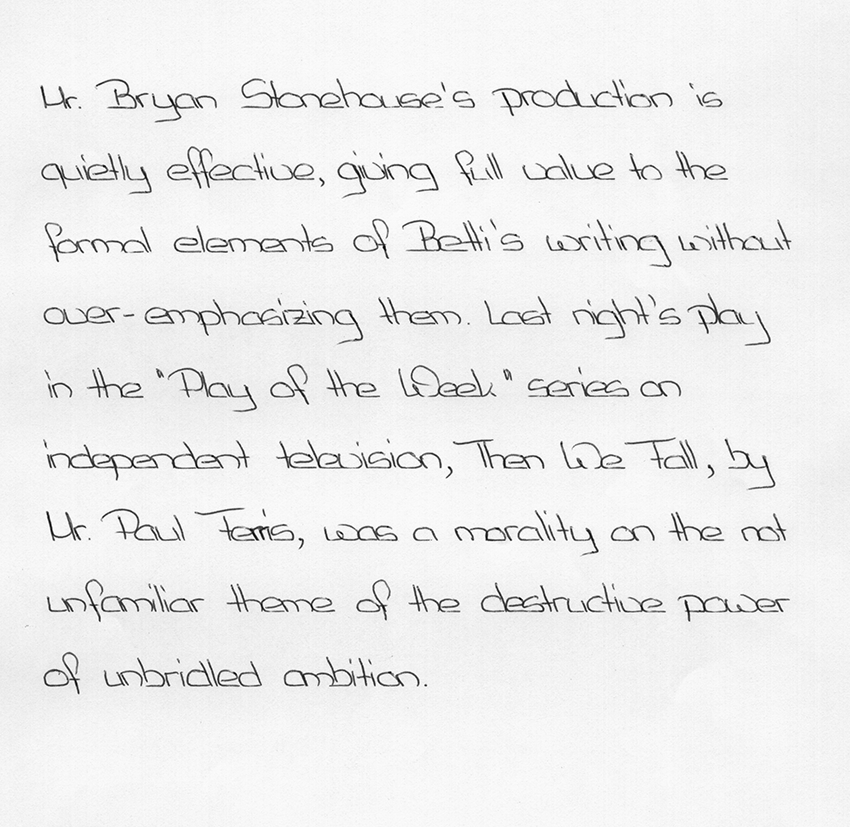 Mr. Bryan Stonehouse's production is
quietly effective, giving full value to the
formal elements of Betti's writing without
over-emphasizing them. Last night's play
in the "Play of the Week" series on
independent television, Then We Fall, by
Mr. Paul Ferris, was a morality on the not
unfamiliar theme of the destructive power
of unbridled ambition.